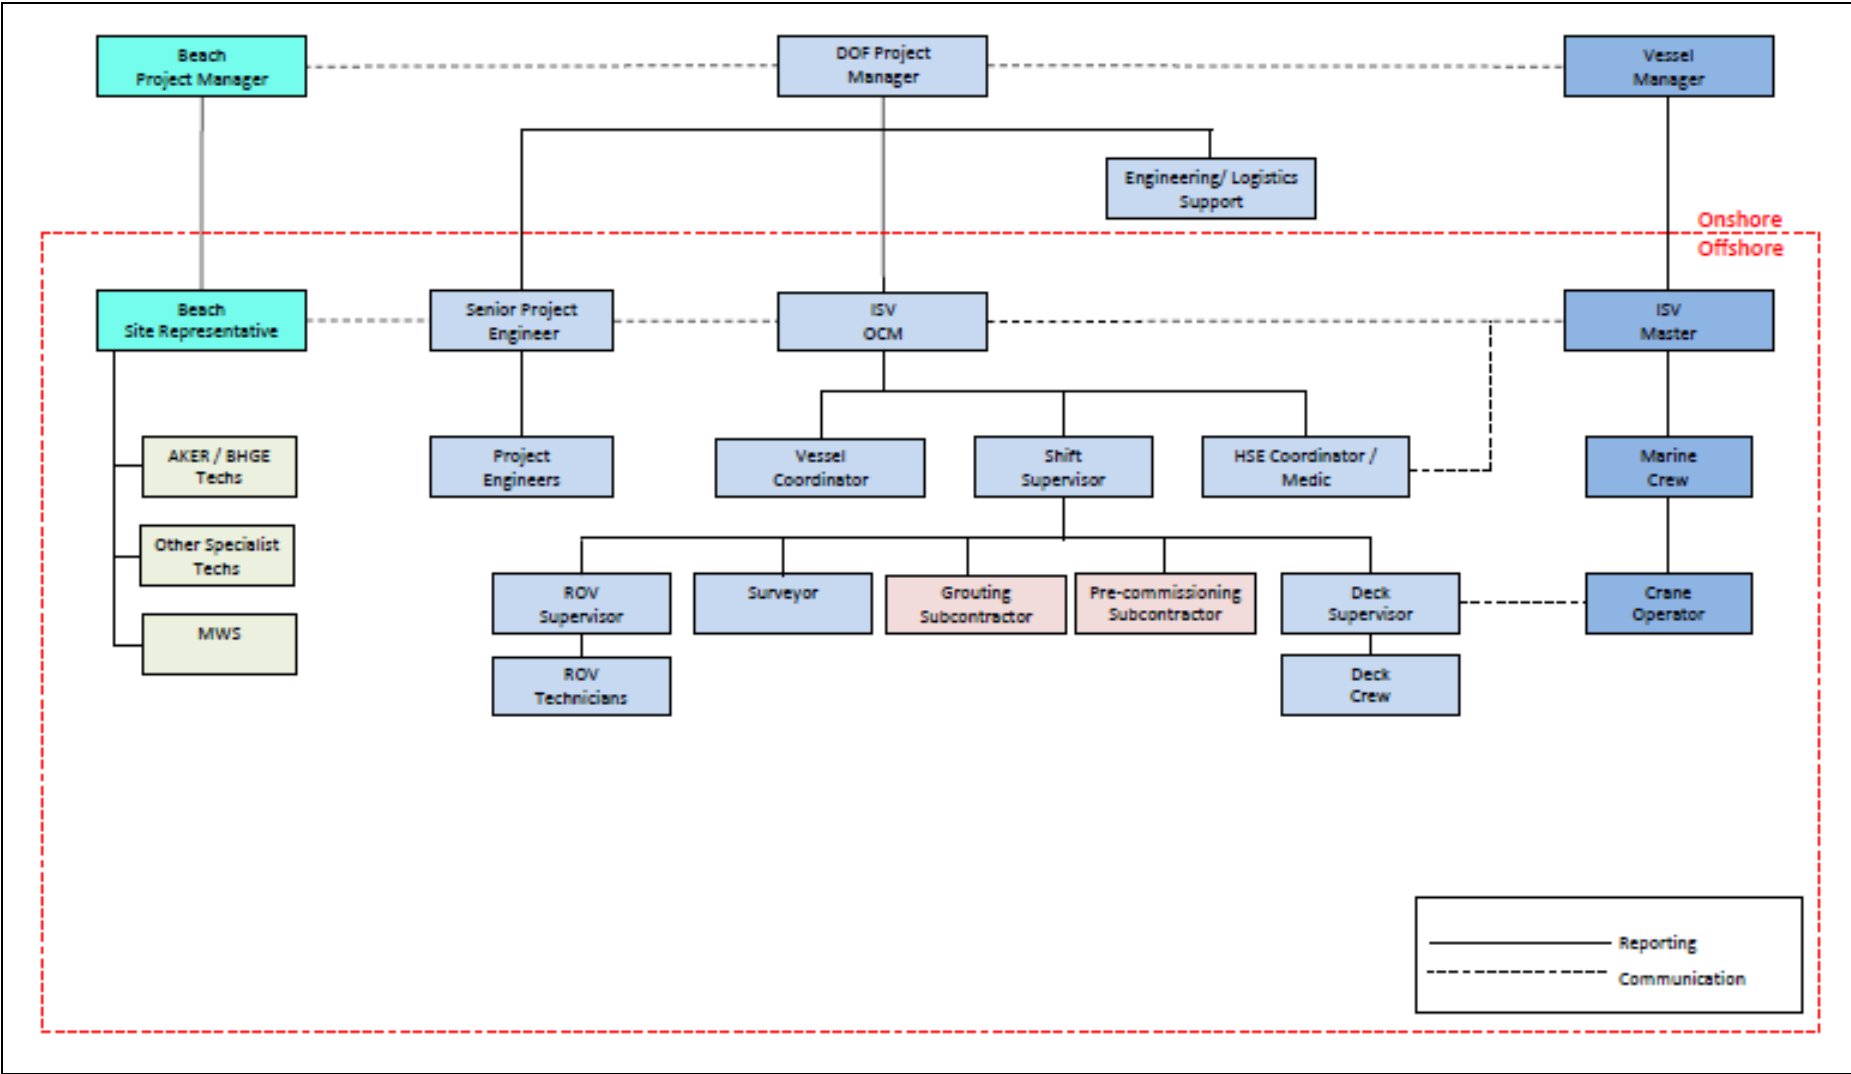 Beach
Project Manager
DOF Project
Manager
Vessel
Manager
Engineering/ Logistics
Support
Onshore
Offshore
Beach
Site Representative
Senior Project
Engineer
ISV
OCM
ISV
Master
AKER / BHGE
Techs
Project
Engineers
Vessel
Coordinator
Shift
Supervisor
HSE Coordinator /
Medic
Marine
Crew
Other Specialist
Techs
ROV
Supervisor
Surveyor
Grouting
Subcontractor
Pre-commissioning
Subcontractor
Deck
Supervisor
Crane
Operator
MWS
ROV
Technicians
Deck
Crew
Reporting
Communication